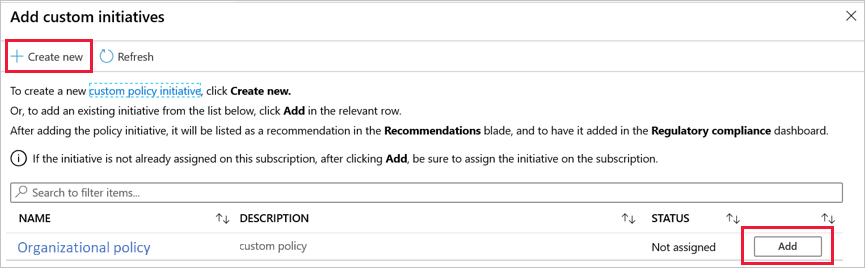 Add custom initiatives
Create new Refresh
To create a new custom policy initiative, click Create new.
Or, to add an existing initiative from the list below, click Add in the relevant row.
After adding the policy initiative, it will be listed as a recommendation in the Recommendations blade, and to have it added in the Regulatory compliance dashboard.
If the initiative is not already assigned on this subscription, after clicking Add, be sure to assign the initiative on the subscription.
Search to filter items...
NAME DESCRIPTION STATUS
Organizational policy custom policy Not assigned Add